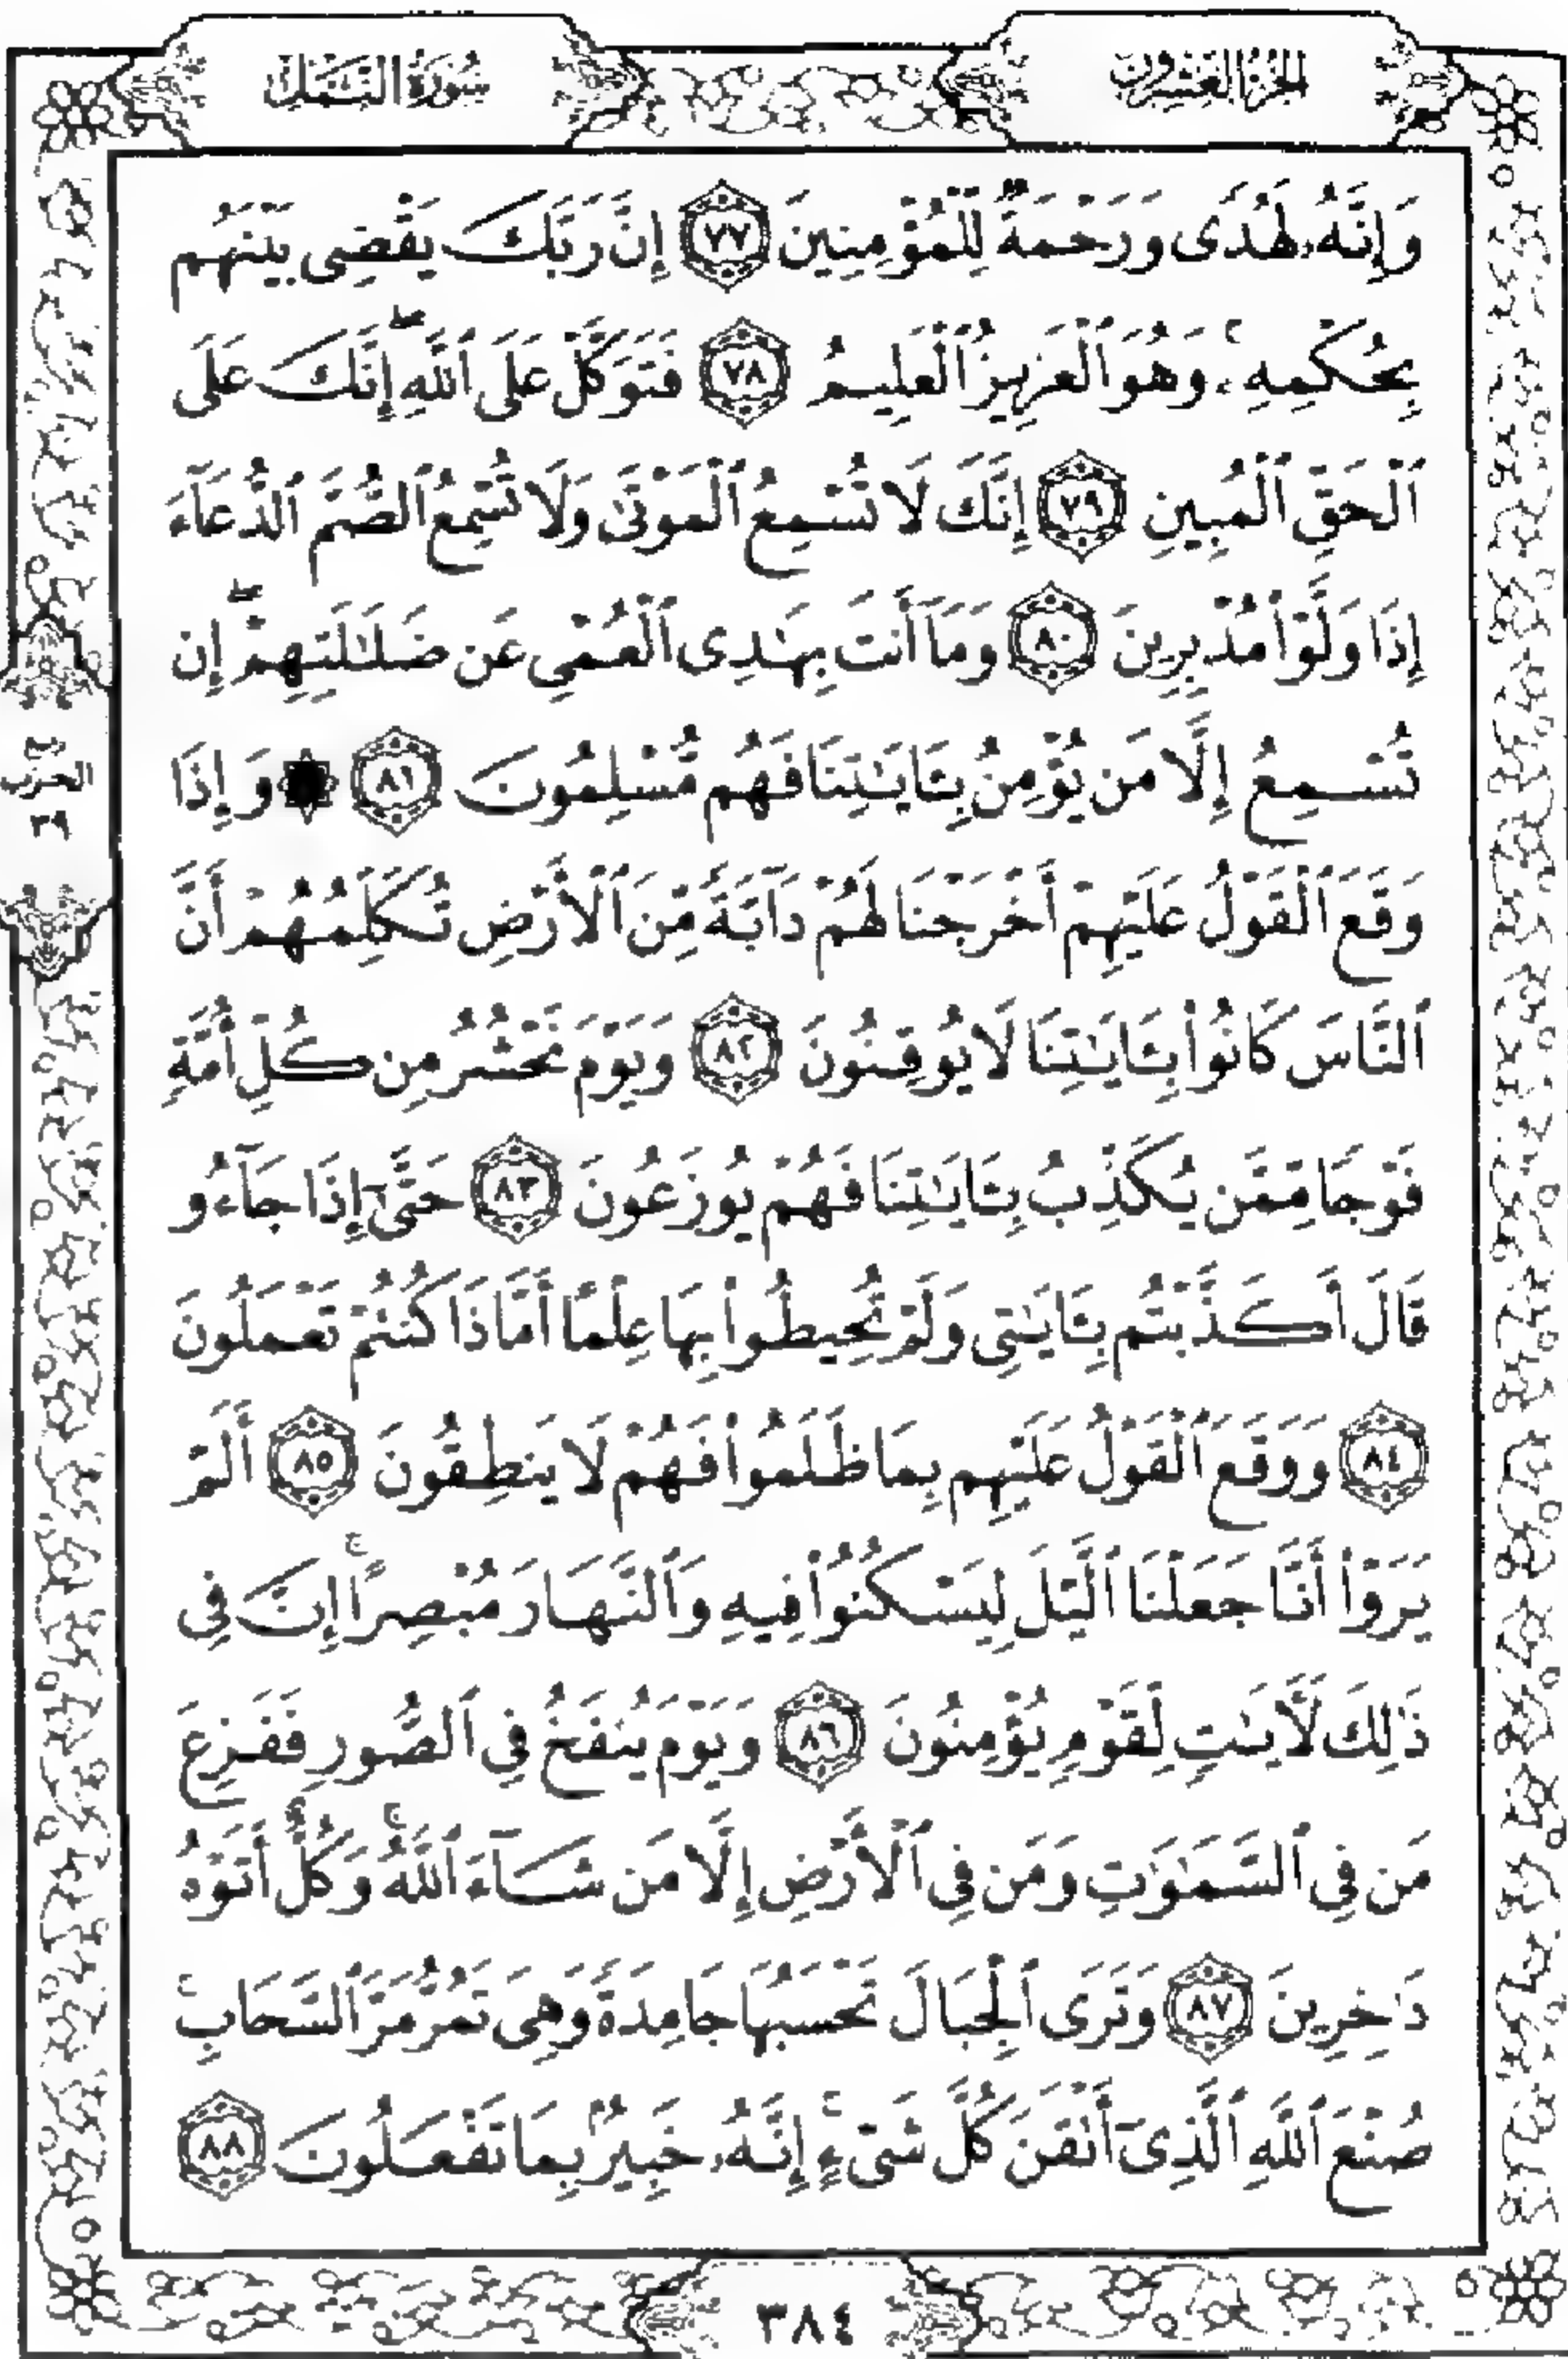 الجزء العشرون
سورة النمل
وَإِنَّهُۥ لَهُدًى وَرَحْمَةٌ لِّلْمُؤْمِنِينَ ٧٧ إِنَّ رَبَّكَ يَقْضِى بَيْنَهُم
بِحُكْمِهِۦ ۚ وَهُوَ ٱلْعَزِيزُ ٱلْعَلِيمُ ٧٨ فَتَوَكَّلْ عَلَى ٱللَّهِ ۖ إِنَّكَ عَلَى
ٱلْحَقِّ ٱلْمُبِينِ ٧٩ إِنَّكَ لَا تُسْمِعُ ٱلْمَوْتَىٰ وَلَا تُسْمِعُ ٱلصُّمَّ ٱلدُّعَآءَ
إِذَا وَلَّوْا۟ مُدْبِرِينَ ٨٠ وَمَآ أَنتَ بِهَـٰدِى ٱلْعُمْىِ عَن ضَلَـٰلَتِهِمْ ۖ إِن
تُسْمِعُ إِلَّا مَن يُؤْمِنُ بِـَٔايَـٰتِنَا فَهُم مُّسْلِمُونَ ٨١ ۞ وَإِذَا
وَقَعَ ٱلْقَوْلُ عَلَيْهِمْ أَخْرَجْنَا لَهُمْ دَآبَّةً مِّنَ ٱلْأَرْضِ تُكَلِّمُهُمْ أَنَّ
ٱلنَّاسَ كَانُوا۟ بِـَٔايَـٰتِنَا لَا يُوقِنُونَ ٨٢ وَيَوْمَ نَحْشُرُ مِن كُلِّ أُمَّةٍ
فَوْجًا مِّمَّن يُكَذِّبُ بِـَٔايَـٰتِنَا فَهُمْ يُوزَعُونَ ٨٣ حَتَّىٰٓ إِذَا جَآءُو
قَالَ أَكَذَّبْتُم بِـَٔايَـٰتِى وَلَمْ تُحِيطُوا۟ بِهَا عِلْمًا أَمَّاذَا كُنتُمْ تَعْمَلُونَ
٨٤ وَوَقَعَ ٱلْقَوْلُ عَلَيْهِم بِمَا ظَلَمُوا۟ فَهُمْ لَا يَنطِقُونَ ٨٥ أَلَمْ
يَرَوْا۟ أَنَّا جَعَلْنَا ٱلَّيْلَ لِيَسْكُنُوا۟ فِيهِ وَٱلنَّهَارَ مُبْصِرًا ۚ إِنَّ فِى
ذَٰلِكَ لَـَٔايَـٰتٍ لِّقَوْمٍ يُؤْمِنُونَ ٨٦ وَيَوْمَ يُنفَخُ فِى ٱلصُّورِ فَفَزِعَ
مَن فِى ٱلسَّمَـٰوَٰتِ وَمَن فِى ٱلْأَرْضِ إِلَّا مَن شَآءَ ٱللَّهُ ۚ وَكُلٌّ أَتَوْهُ
دَٰخِرِينَ ٨٧ وَتَرَى ٱلْجِبَالَ تَحْسَبُهَا جَامِدَةً وَهِىَ تَمُرُّ مَرَّ ٱلسَّحَابِ ۚ
صُنْعَ ٱللَّهِ ٱلَّذِىٓ أَتْقَنَ كُلَّ شَىْءٍ ۚ إِنَّهُۥ خَبِيرٌۢ بِمَا تَفْعَلُونَ ٨٨
٣٨٤